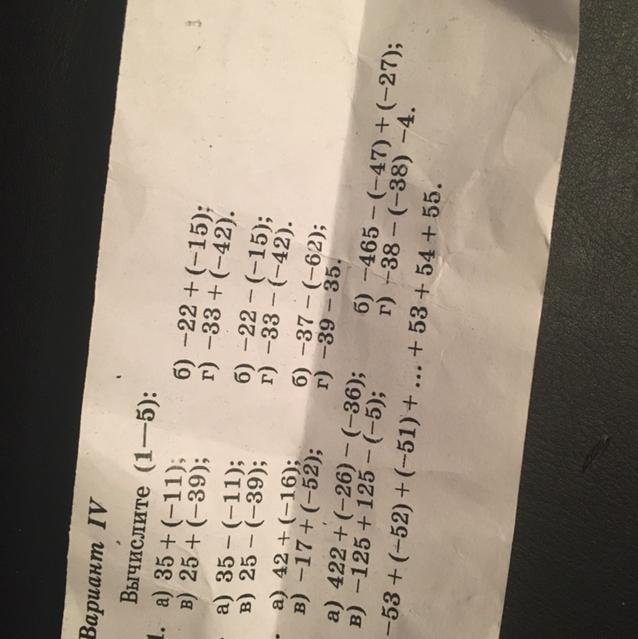 Вариант IV
Вычислите (1—5):
1. а) 35 + (−11); б) −22 + (−15);
в) 25 + (−39); г) −33 + (−42).
а) 35 − (−11); б) −22 − (−15);
в) 25 − (−39); г) −33 − (−42).
а) 42 + (−16); б) −37 − (−62);
в) −17 + (−52); г) −39 − 35.
а) 422 + (−26) − (−36); б) −465 − (−47) + (−27);
в) −125 + 125 − (−5); г) −38 − (−38) −4.
−53 + (−52) + (−51) + ... + 53 + 54 + 55.